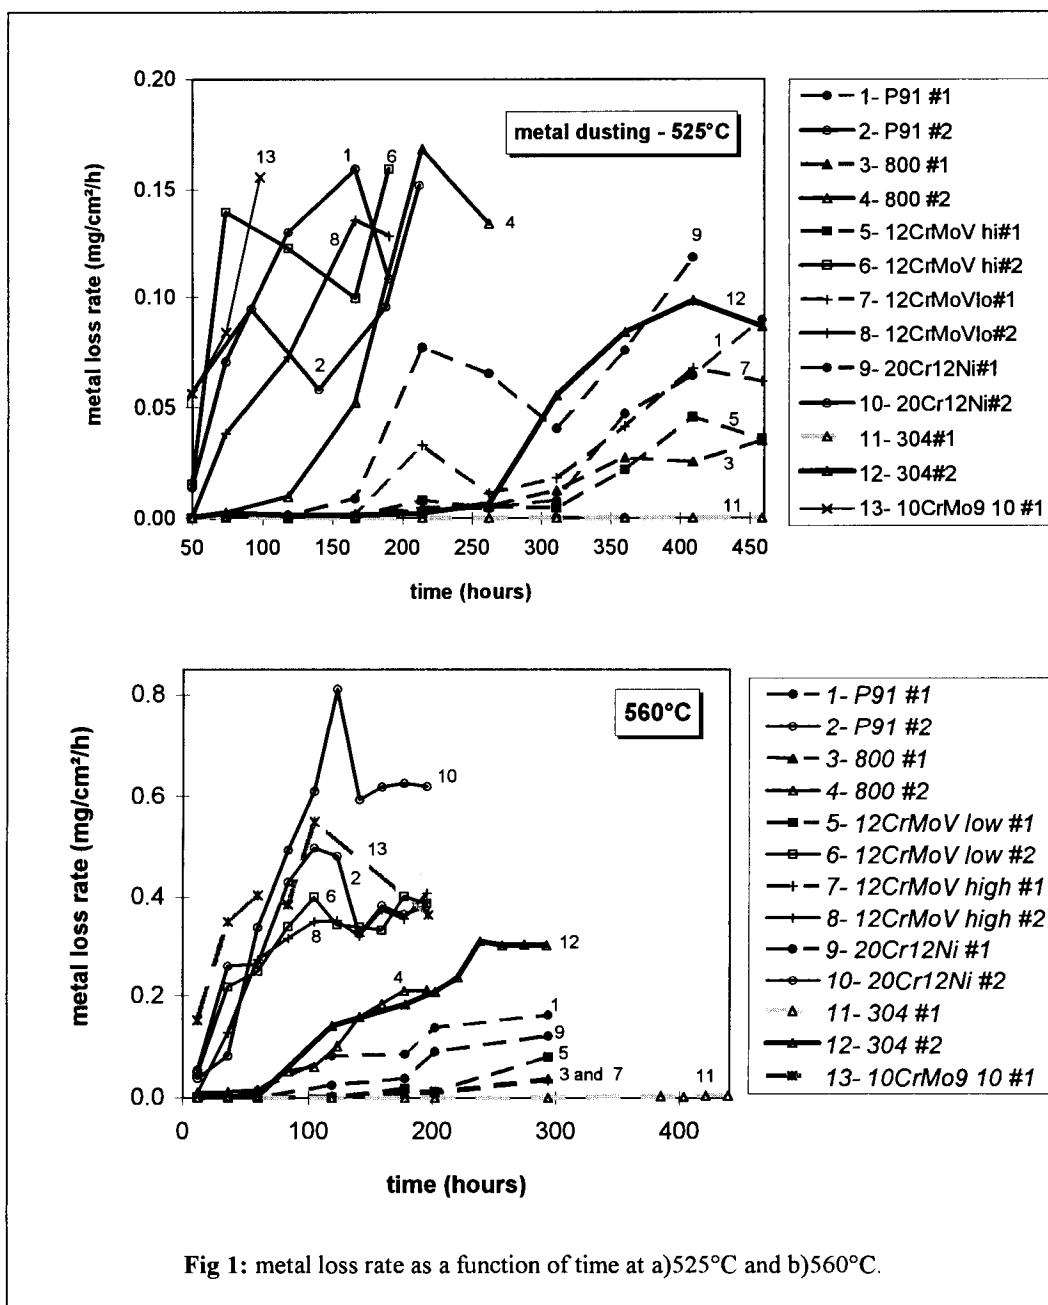 0.20
0.15
0.10
0.05
0.00
metal loss rate (mg/cm²/h)
metal dusting - 525°C
13
1
6
8
4
2
9
12
1
7
5
3
11
50 100 150 200 250 300 350 400 450
time (hours)
1- P91 #1
2- P91 #2
3- 800 #1
4- 800 #2
5- 12CrMoV hi#1
6- 12CrMoV hi#2
7- 12CrMoVlo#1
8- 12CrMoVlo#2
9- 20Cr12Ni#1
10- 20Cr12Ni#2
11- 304#1
12- 304#2
13- 10CrMo9 10 #1
0.8
0.6
0.4
0.2
0.0
metal loss rate (mg/cm²/h)
560°C
10
13
2
6
8
12
4
1
9
5
3 and 7
11
0 100 200 300 400
time (hours)
1- P91 #1
2- P91 #2
3- 800 #1
4- 800 #2
5- 12CrMoV low #1
6- 12CrMoV low #2
7- 12CrMoV high #1
8- 12CrMoV high #2
9- 20Cr12Ni #1
10- 20Cr12Ni #2
11- 304 #1
12- 304 #2
13- 10CrMo9 10 #1
Fig 1: metal loss rate as a function of time at a)525°C and b)560°C.